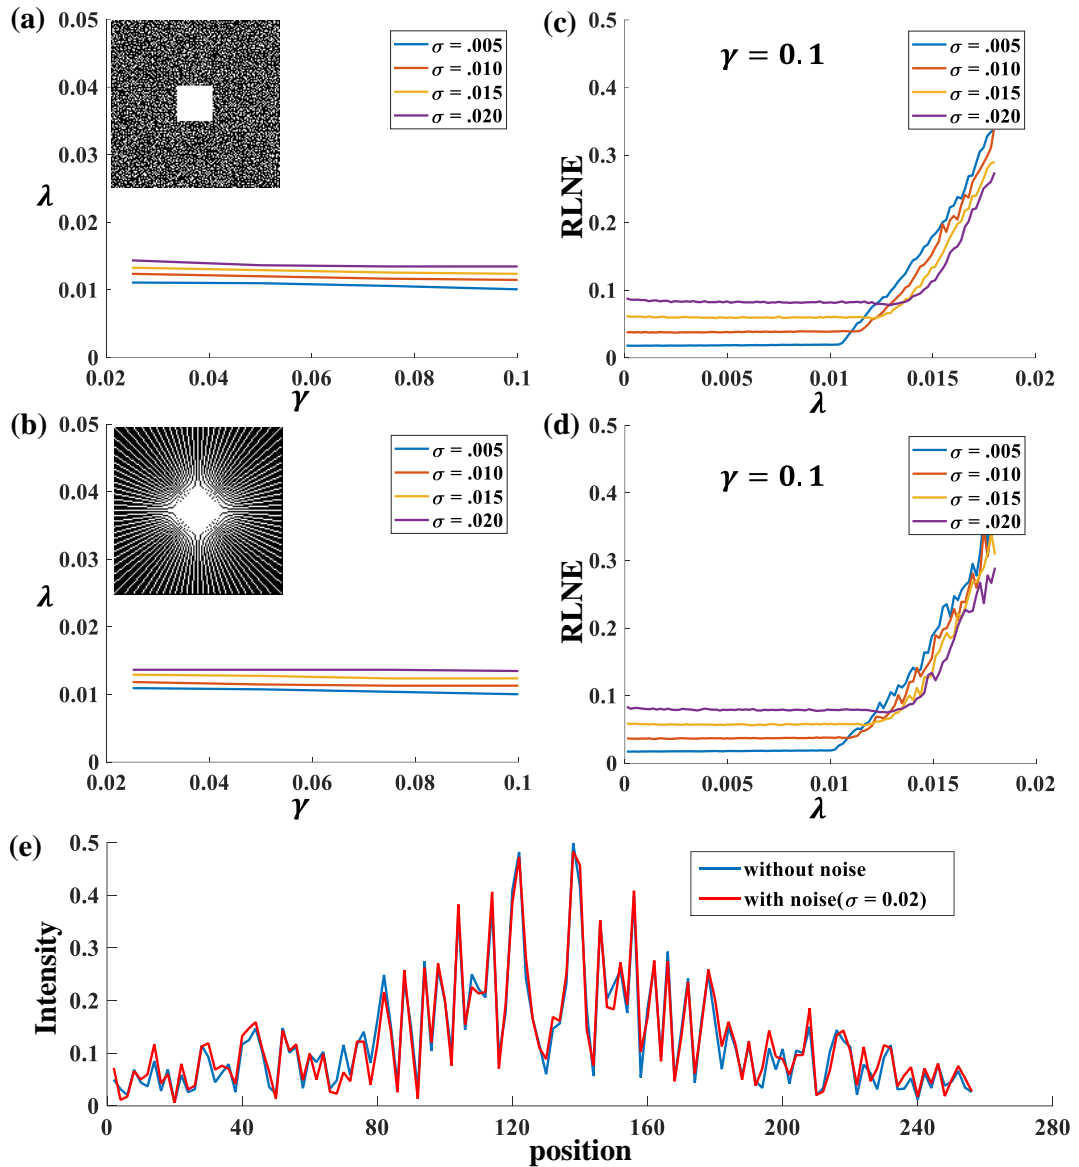 (a)
0.05
0.04
0.03
0.02
0.01
0
λ
σ = .005
σ = .010
σ = .015
σ = .020
0.02 0.04 0.06 0.08 0.1
γ
(c)
0.5
0.4
0.3
0.2
0.1
0
RLNE
γ = 0.1
σ = .005
σ = .010
σ = .015
σ = .020
0 0.005 0.01 0.015 0.02
λ
(b)
0.05
0.04
0.03
0.02
0.01
0
λ
σ = .005
σ = .010
σ = .015
σ = .020
0.02 0.04 0.06 0.08 0.1
γ
(d)
0.5
0.4
0.3
0.2
0.1
0
RLNE
γ = 0.1
σ = .005
σ = .010
σ = .015
σ = .020
0 0.005 0.01 0.015 0.02
λ
(e)
0.5
0.4
0.3
0.2
0.1
0
Intensity
without noise
with noise(σ = 0.02)
0 40 80 120 160 200 240 280
position